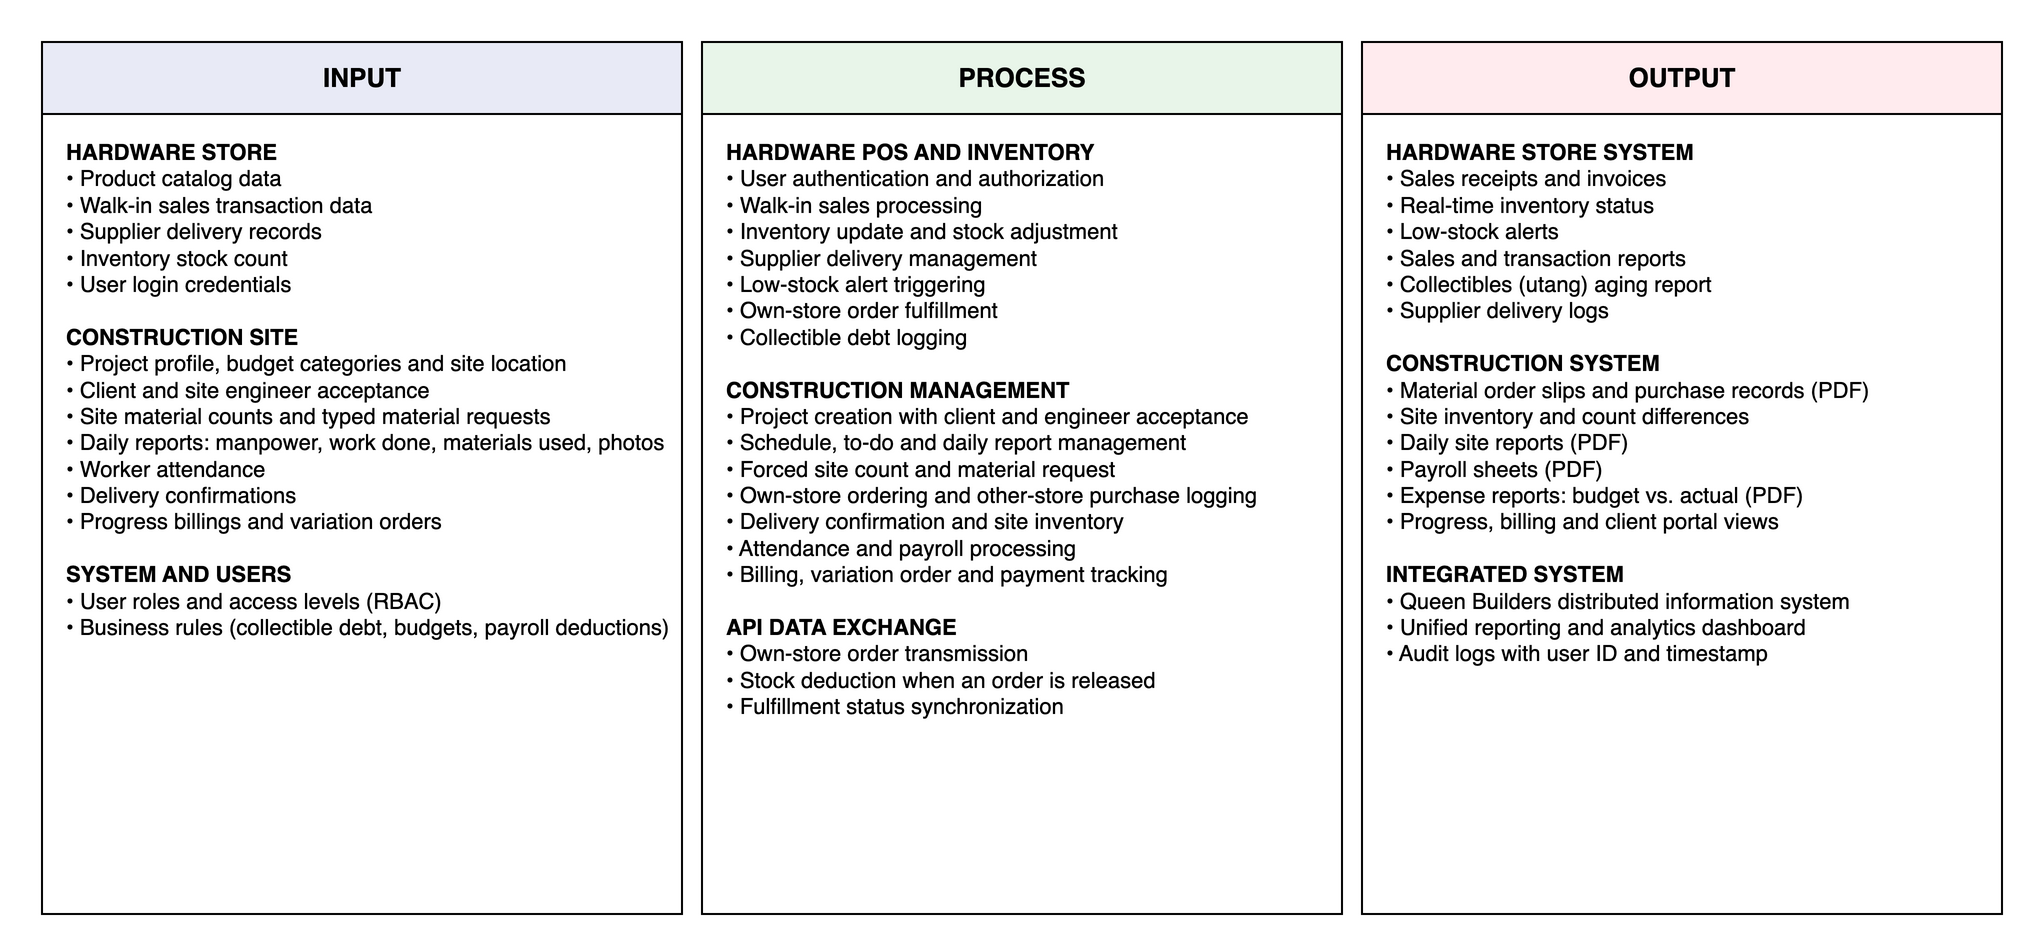 INPUT
HARDWARE STORE
• Product catalog data
• Walk-in sales transaction data
• Supplier delivery records
• Inventory stock count
• User login credentials
CONSTRUCTION SITE
• Project profile, budget categories and site location
• Client and site engineer acceptance
• Site material counts and typed material requests
• Daily reports: manpower, work done, materials used, photos
• Worker attendance
• Delivery confirmations
• Progress billings and variation orders
SYSTEM AND USERS
• User roles and access levels (RBAC)
• Business rules (collectible debt, budgets, payroll deductions)
PROCESS
HARDWARE POS AND INVENTORY
• User authentication and authorization
• Walk-in sales processing
• Inventory update and stock adjustment
• Supplier delivery management
• Low-stock alert triggering
• Own-store order fulfillment
• Collectible debt logging
CONSTRUCTION MANAGEMENT
• Project creation with client and engineer acceptance
• Schedule, to-do and daily report management
• Forced site count and material request
• Own-store ordering and other-store purchase logging
• Delivery confirmation and site inventory
• Attendance and payroll processing
• Billing, variation order and payment tracking
API DATA EXCHANGE
• Own-store order transmission
• Stock deduction when an order is released
• Fulfillment status synchronization
OUTPUT
HARDWARE STORE SYSTEM
• Sales receipts and invoices
• Real-time inventory status
• Low-stock alerts
• Sales and transaction reports
• Collectibles (utang) aging report
• Supplier delivery logs
CONSTRUCTION SYSTEM
• Material order slips and purchase records (PDF)
• Site inventory and count differences
• Daily site reports (PDF)
• Payroll sheets (PDF)
• Expense reports: budget vs. actual (PDF)
• Progress, billing and client portal views
INTEGRATED SYSTEM
• Queen Builders distributed information system
• Unified reporting and analytics dashboard
• Audit logs with user ID and timestamp